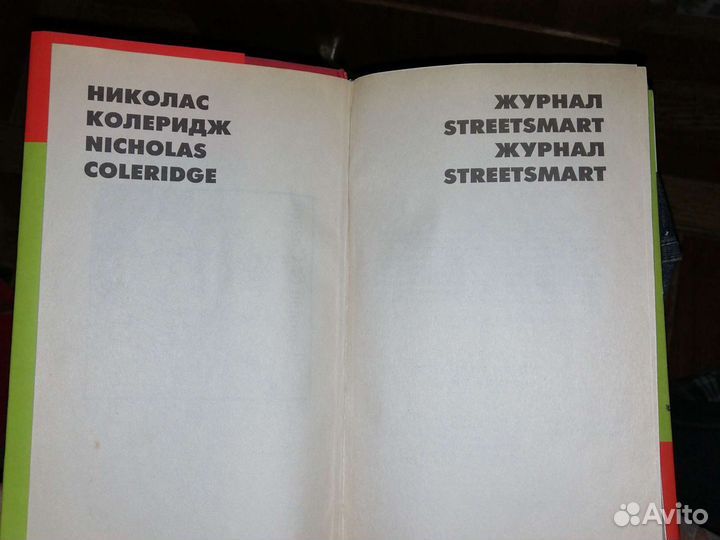 НИКОЛАС
КОЛЕРИДЖ
NICHOLAS
COLERIDGE
ЖУРНАЛ
STREETSMART
ЖУРНАЛ
STREETSMART
Avito